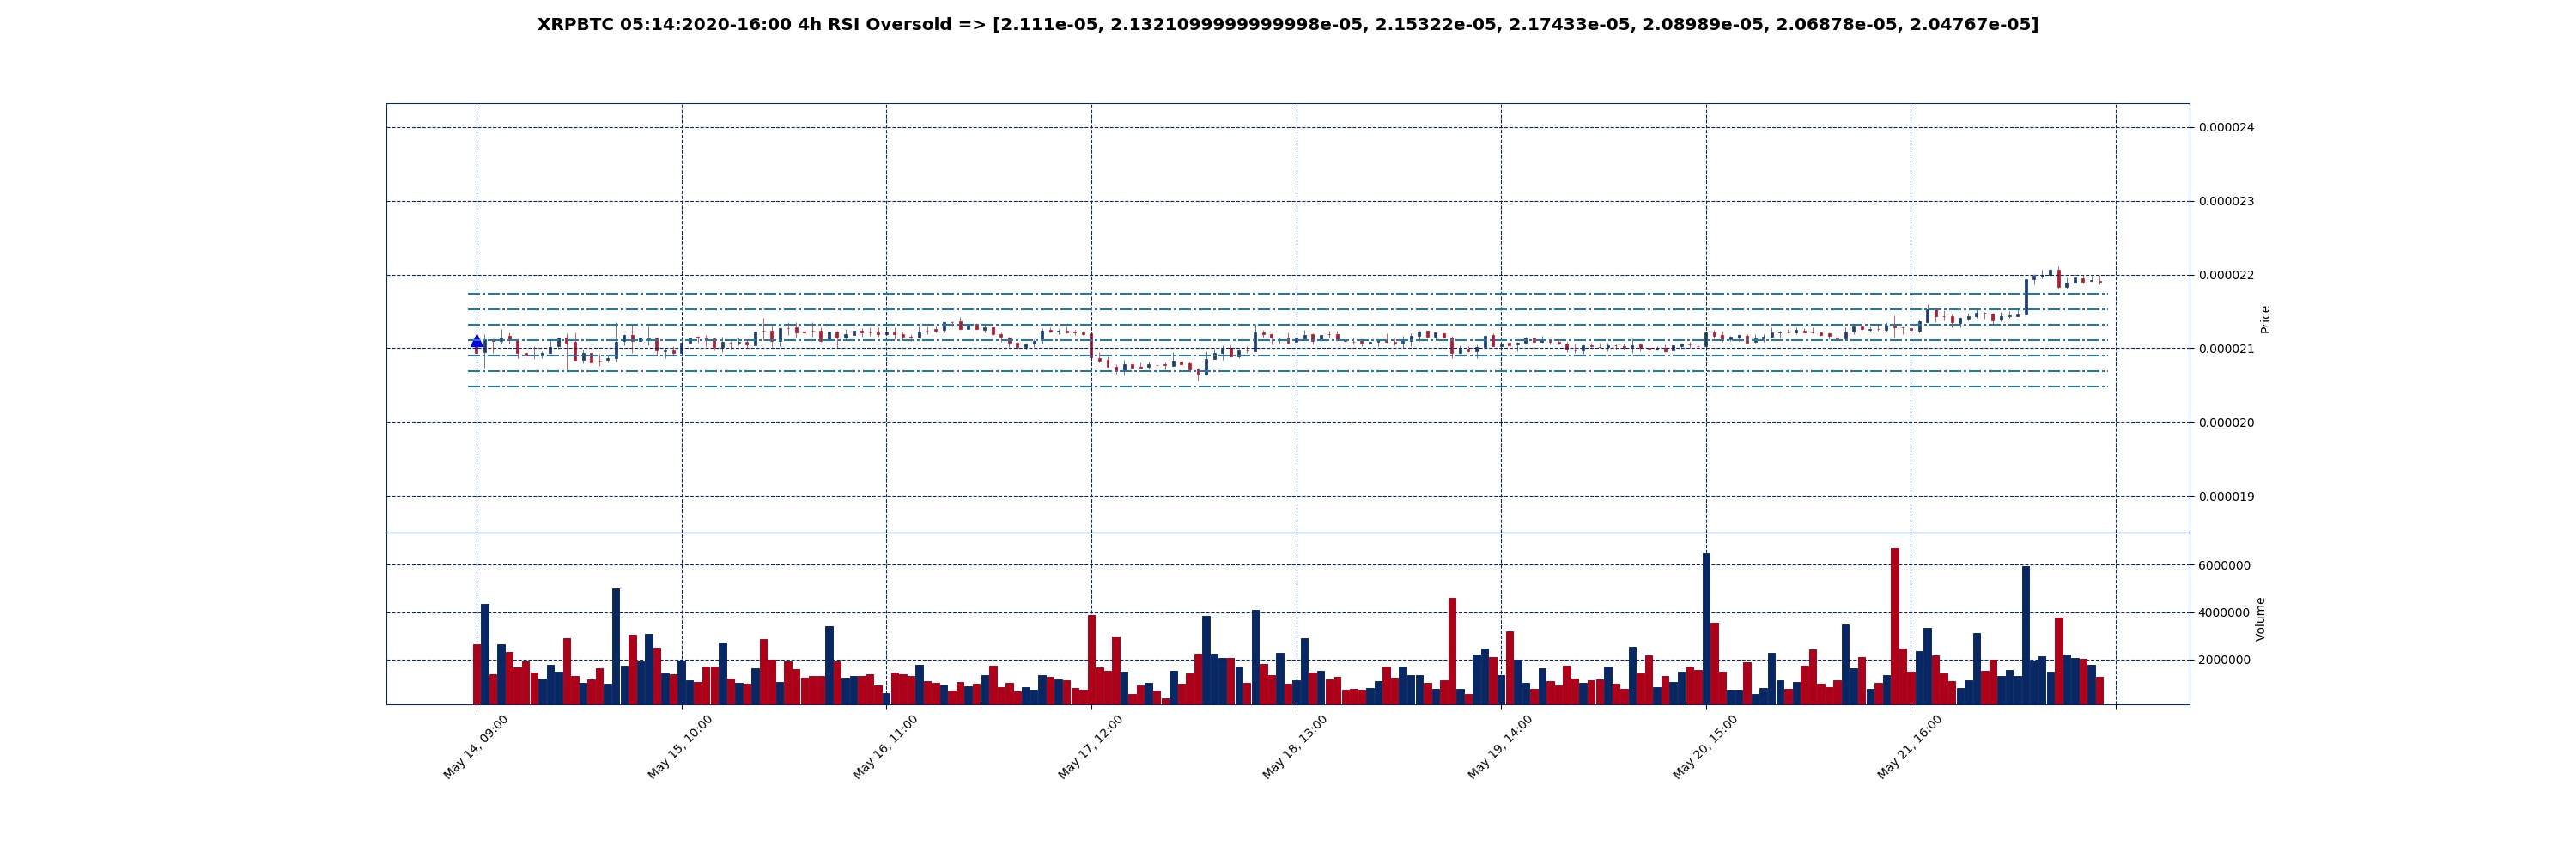 XRPBTC 05:14:2020-16:00 4h RSI Oversold => [2.111e-05, 2.1321099999999998e-05, 2.15322e-05, 2.17433e-05, 2.08989e-05, 2.06878e-05, 2.04767e-05]
0.000024
0.000023
0.000022
0.000021
0.000020
0.000019
Price
6000000
4000000
2000000
Volume
May 14, 09:00
May 15, 10:00
May 16, 11:00
May 17, 12:00
May 18, 13:00
May 19, 14:00
May 20, 15:00
May 21, 16:00